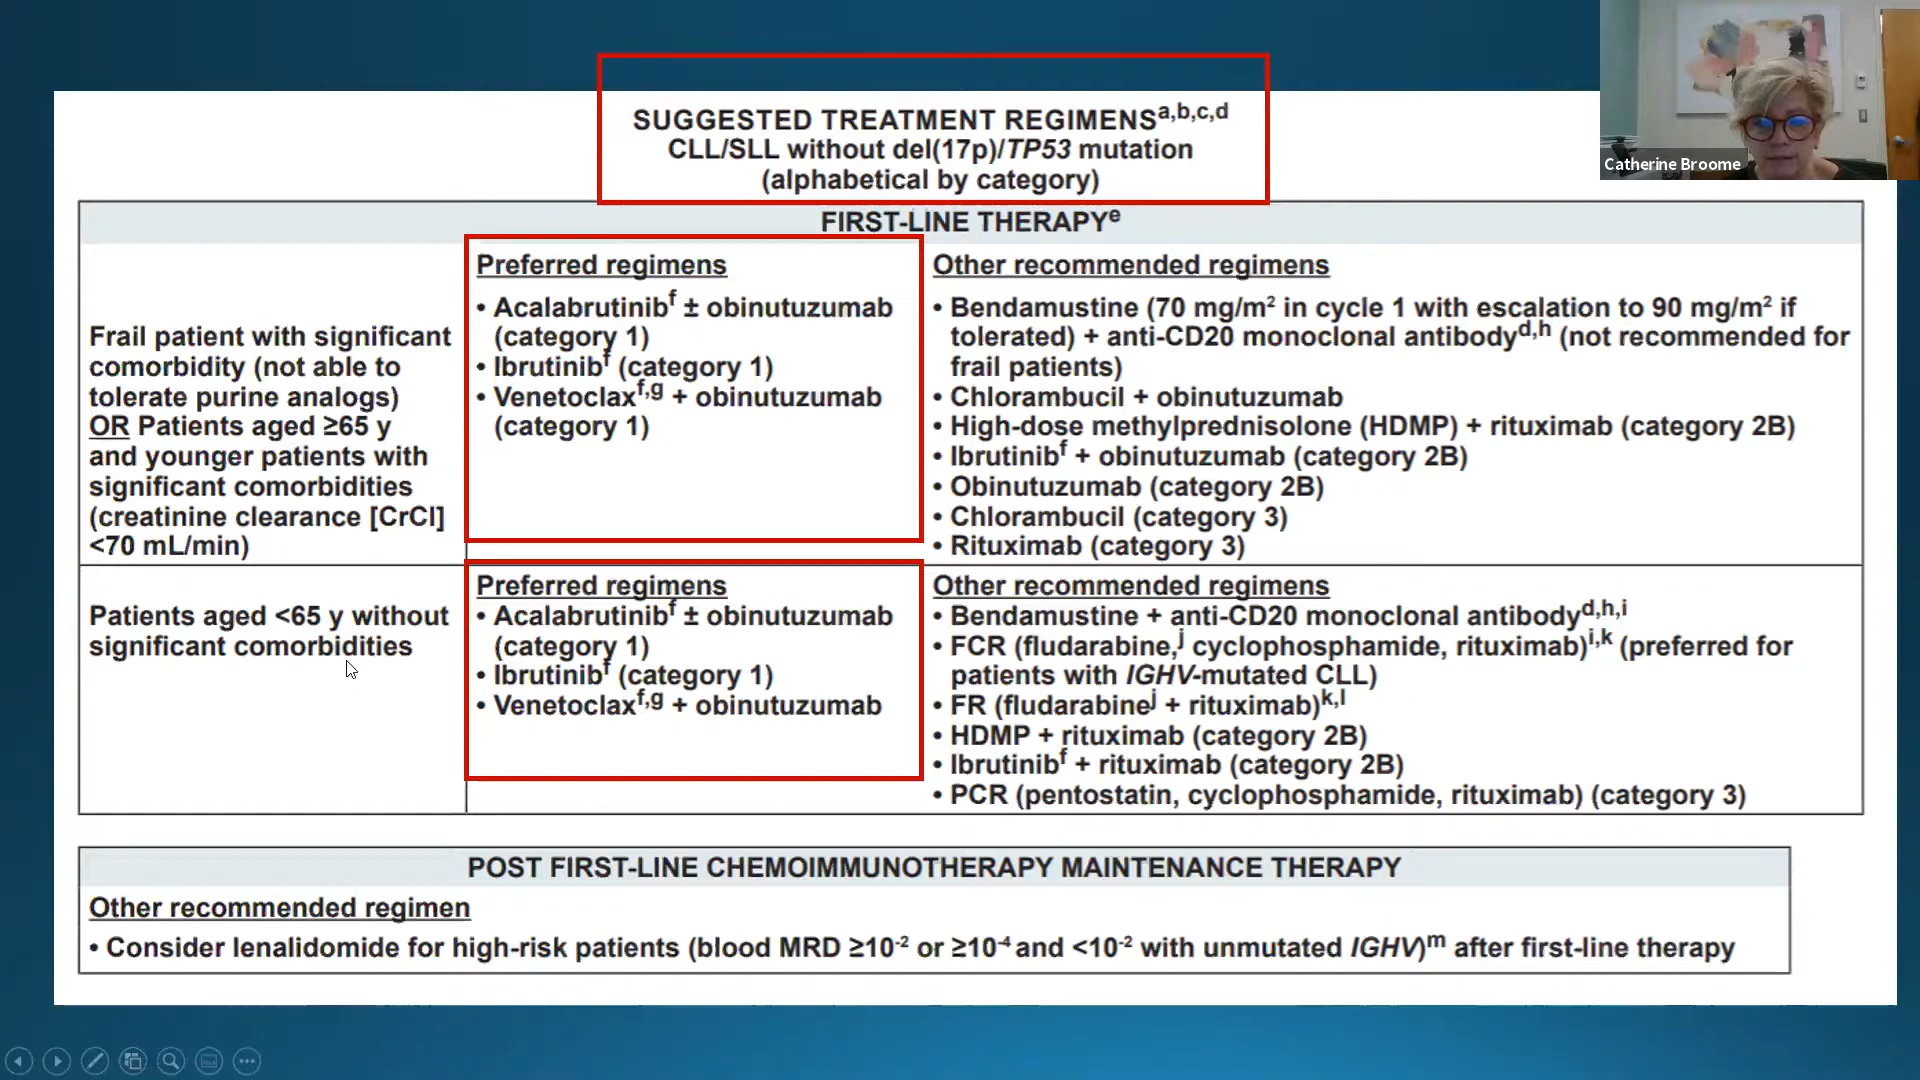 SUGGESTED TREATMENT REGIMENSa,b,c,d
CLL/SLL without del(17p)/TP53 mutation
(alphabetical by category)
Catherine Broome
FIRST-LINE THERAPYe
Frail patient with significant
comorbidity (not able to
tolerate purine analogs)
OR Patients aged ≥65 y
and younger patients with
significant comorbidities
(creatinine clearance [CrCl]
<70 mL/min)
Preferred regimens
• Acalabrutinibf ± obinutuzumab
(category 1)
• Ibrutinibf (category 1)
• Venetoclaxf,g + obinutuzumab
(category 1)
Other recommended regimens
• Bendamustine (70 mg/m² in cycle 1 with escalation to 90 mg/m² if
tolerated) + anti-CD20 monoclonal antibodyd,h (not recommended for
frail patients)
• Chlorambucil + obinutuzumab
• High-dose methylprednisolone (HDMP) + rituximab (category 2B)
• Ibrutinibf + obinutuzumab (category 2B)
• Obinutuzumab (category 2B)
• Chlorambucil (category 3)
• Rituximab (category 3)
Patients aged <65 y without
significant comorbidities
Preferred regimens
• Acalabrutinibf ± obinutuzumab
(category 1)
• Ibrutinibf (category 1)
• Venetoclaxf,g + obinutuzumab
Other recommended regimens
• Bendamustine + anti-CD20 monoclonal antibodyd,h,i
• FCR (fludarabine,j cyclophosphamide, rituximab)i,k (preferred for
patients with IGHV-mutated CLL)
• FR (fludarabinej + rituximab)k,l
• HDMP + rituximab (category 2B)
• Ibrutinibf + rituximab (category 2B)
• PCR (pentostatin, cyclophosphamide, rituximab) (category 3)
POST FIRST-LINE CHEMOIMMUNOTHERAPY MAINTENANCE THERAPY
Other recommended regimen
• Consider lenalidomide for high-risk patients (blood MRD ≥10-2 or ≥10-4 and <10-2 with unmutated IGHV)m after first-line therapy